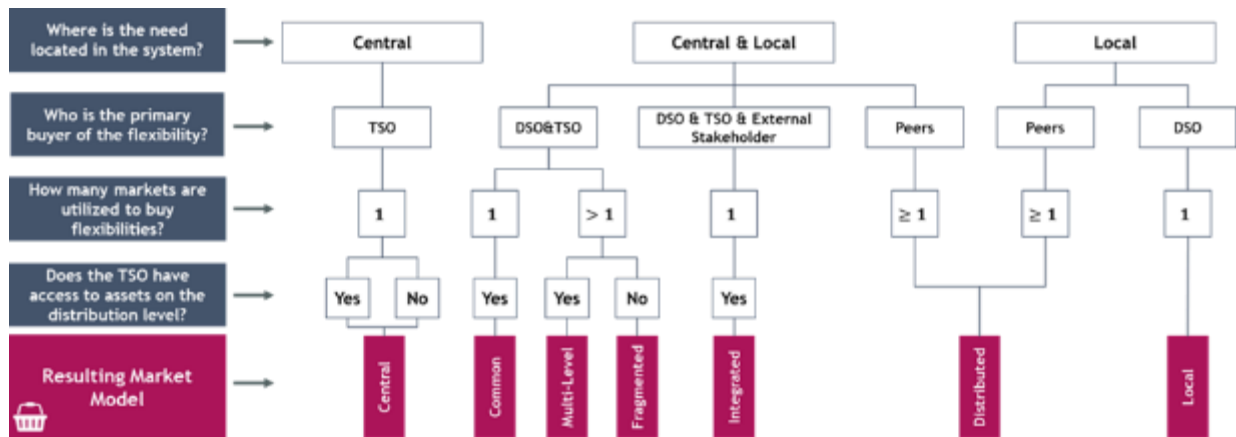 Where is the need
located in the system?
Central
Central & Local
Local
Who is the primary
buyer of the flexibility?
TSO
DSO&TSO
DSO & TSO & External
Stakeholder
Peers
Peers
DSO
How many markets are
utilized to buy
flexibilities?
1
1
> 1
1
≥ 1
≥ 1
1
Does the TSO have
access to assets on the
distribution level?
Yes
No
Yes
Yes
No
Yes
Resulting Market
Model
Central
Common
Multi-Level
Fragmented
Integrated
Distributed
Local